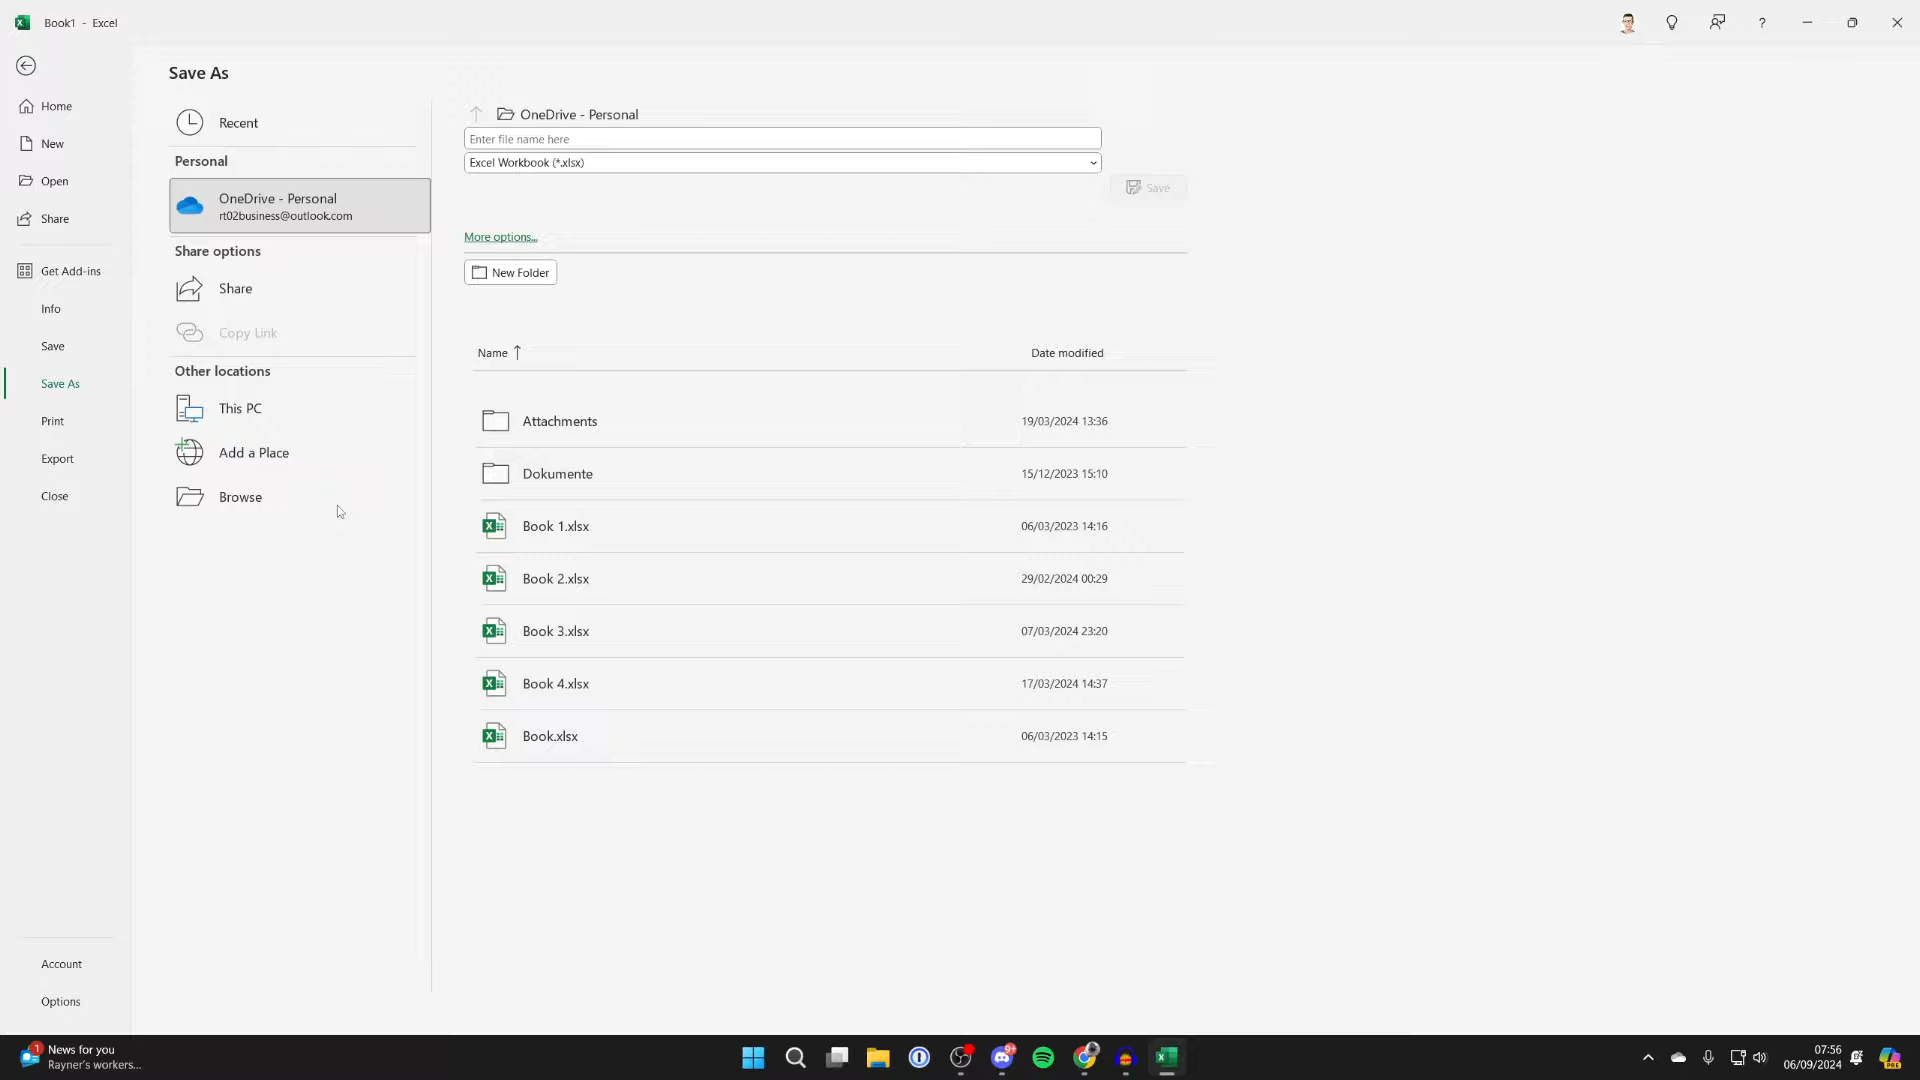 Book1 - Excel
Save As
Home
New
Open
Share
Get Add-ins
Info
Save
Save As
Print
Export
Close
Account
Options
Recent
Personal
OneDrive - Personal
rt02business@outlook.com
Share options
Share
Copy Link
Other locations
This PC
Add a Place
Browse
OneDrive - Personal
Enter file name here
Excel Workbook (*.xlsx)
Save
More options...
New Folder
Name Date modified
Attachments 19/03/2024 13:36
Dokumente 15/12/2023 15:10
Book 1.xlsx 06/03/2023 14:16
Book 2.xlsx 29/02/2024 00:29
Book 3.xlsx 07/03/2024 23:20
Book 4.xlsx 17/03/2024 14:37
Book.xlsx 06/03/2023 14:15
1
News for you
Rayner's workers...
9+
07:56
06/09/2024
PRE